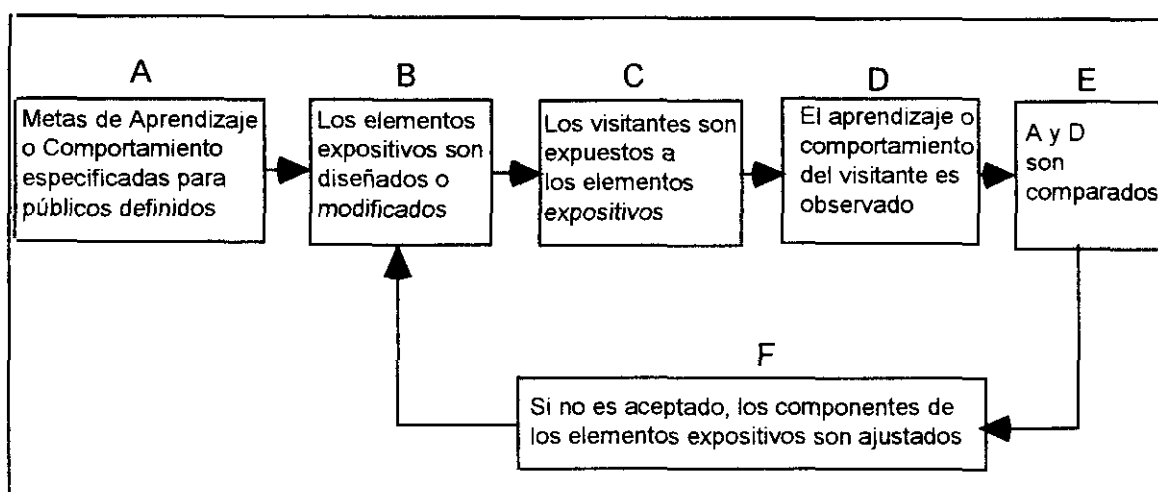 A
Metas de Aprendizaje
o Comportamiento
especificadas para
públicos definidos
B
Los elementos
expositivos son
diseñados o
modificados
C
Los visitantes son
expuestos a
los elementos
expositivos
D
El aprendizaje o
comportamiento
del visitante es
observado
E
A y D
son
comparados
F
Si no es aceptado, los componentes de
los elementos expositivos son ajustados